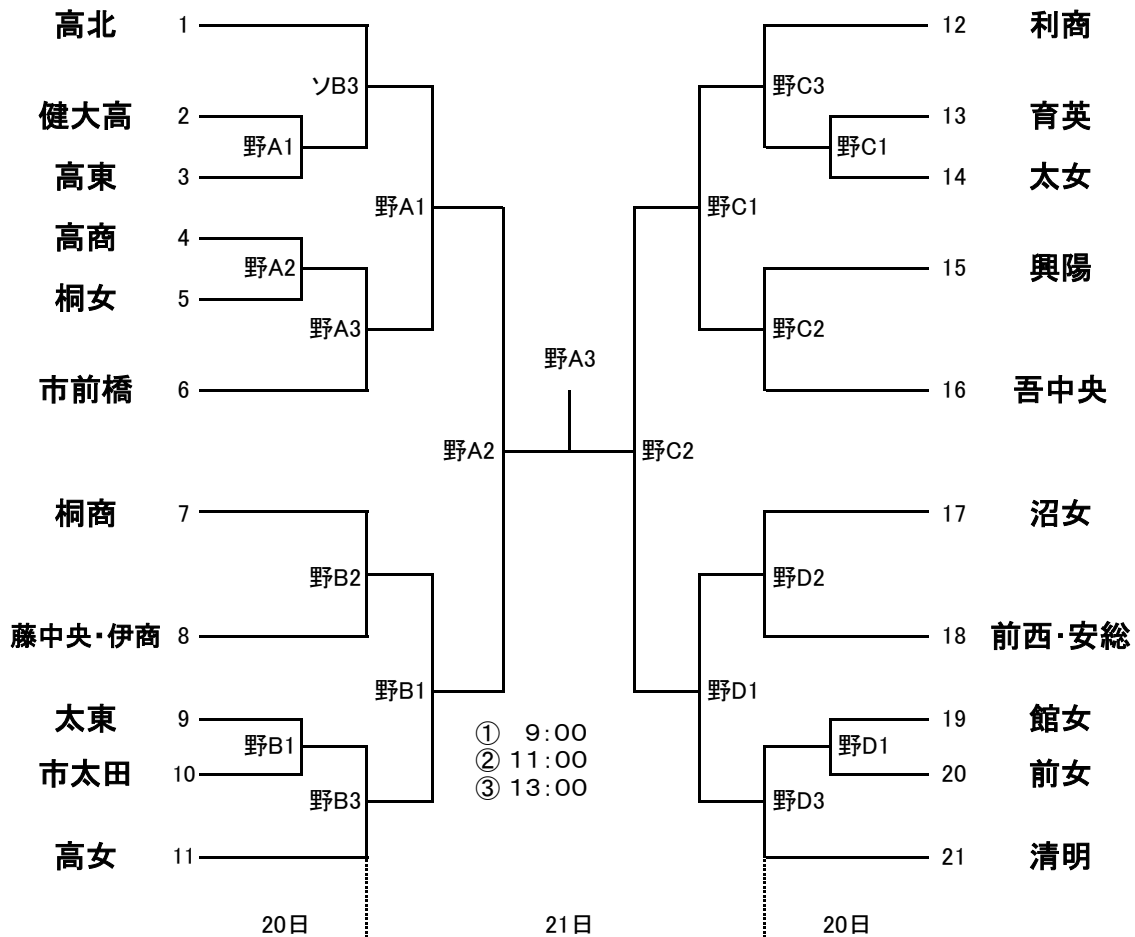 高北 1 12 利商
ソB3 野C3
健大高 2 13 育英
野A1 野C1
高東 3 14 太女
野A1 野C1
高商 4
野A2 15 興陽
桐女 5
野A3 野C2
野A3
市前橋 6 16 吾中央
野A2 野C2
桐商 7 17 沼女
野B2 野D2
藤中央・伊商 8 18 前西・安総
野B1 野D1
太東 9 19 館女
① 9:00
野B1 野D1
② 11:00
市太田 10 20 前女
③ 13:00
野B3 野D3
高女 11 21 清明
20日 21日 20日